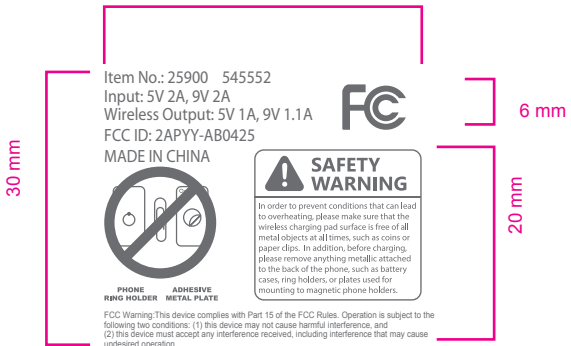 Item No.: 25900 545552
Input: 5V 2A, 9V 2A
Wireless Output: 5V 1A, 9V 1.1A
FCC ID: 2APYY-AB0425
MADE IN CHINA
FC
6 mm
30 mm
20 mm
SAFETY
WARNING
In order to prevent conditions that can lead
to overheating, please make sure that the
wireless charging pad surface is free of all
metal objects at all times, such as coins or
paper clips. In addition, before charging,
please remove anything metallic attached
to the back of the phone, such as battery
cases, ring holders, or plates used for
mounting to magnetic phone holders.
PHONE
RING HOLDER
ADHESIVE
METAL PLATE
FCC Warning:This device complies with Part 15 of the FCC Rules. Operation is subject to the
following two conditions: (1) this device may not cause harmful interference, and
(2) this device must accept any interference received, including interference that may cause
undesired operation